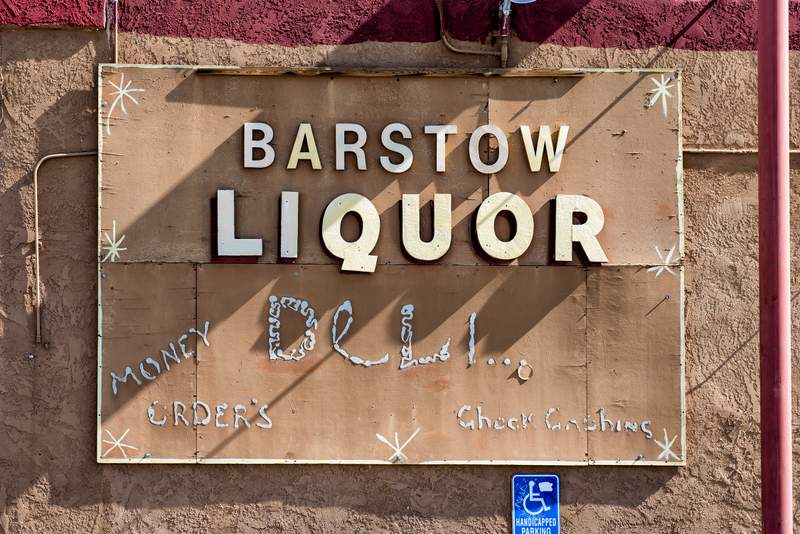 BARSTOW
LIQUOR
DELI...
MONEY
ORDER'S
Check Cashing
HANDICAPPED
PARKING